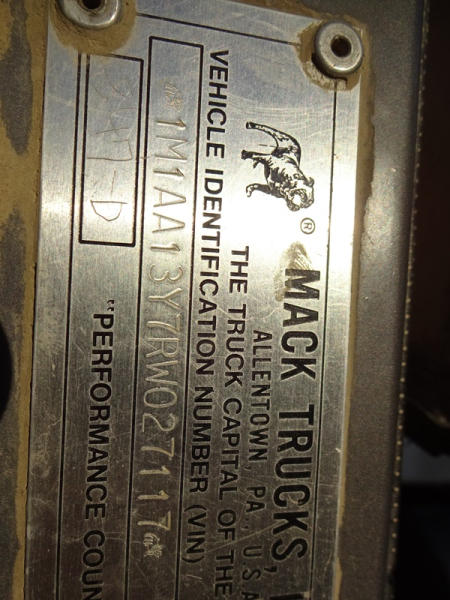 ® MACK TRUCKS,
ALLENTOWN, PA., U.S.A
THE TRUCK CAPITAL OF THE
VEHICLE IDENTIFICATION NUMBER (VIN)
1M1AA13Y7RW027117
"PERFORMANCE COUN